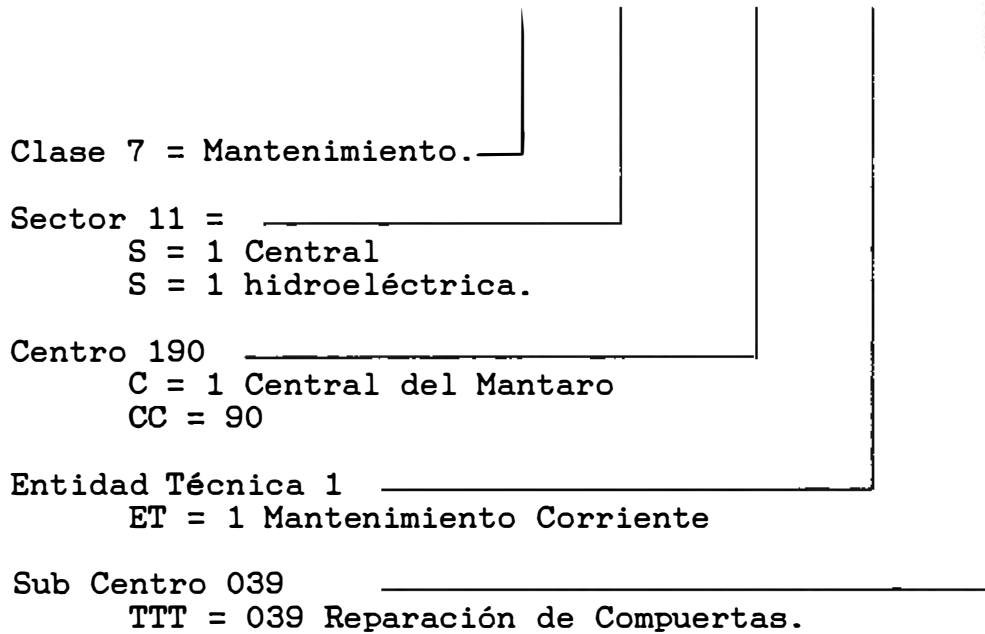 Clase 7 = Mantenimiento.
Sector 11 =
S = 1 Central
S = 1 hidroeléctrica.
Centro 190
C = 1 Central del Mantaro
CC = 90
Entidad Técnica 1
ET = 1 Mantenimiento Corriente
Sub Centro 039
TTT = 039 Reparación de Compuertas.